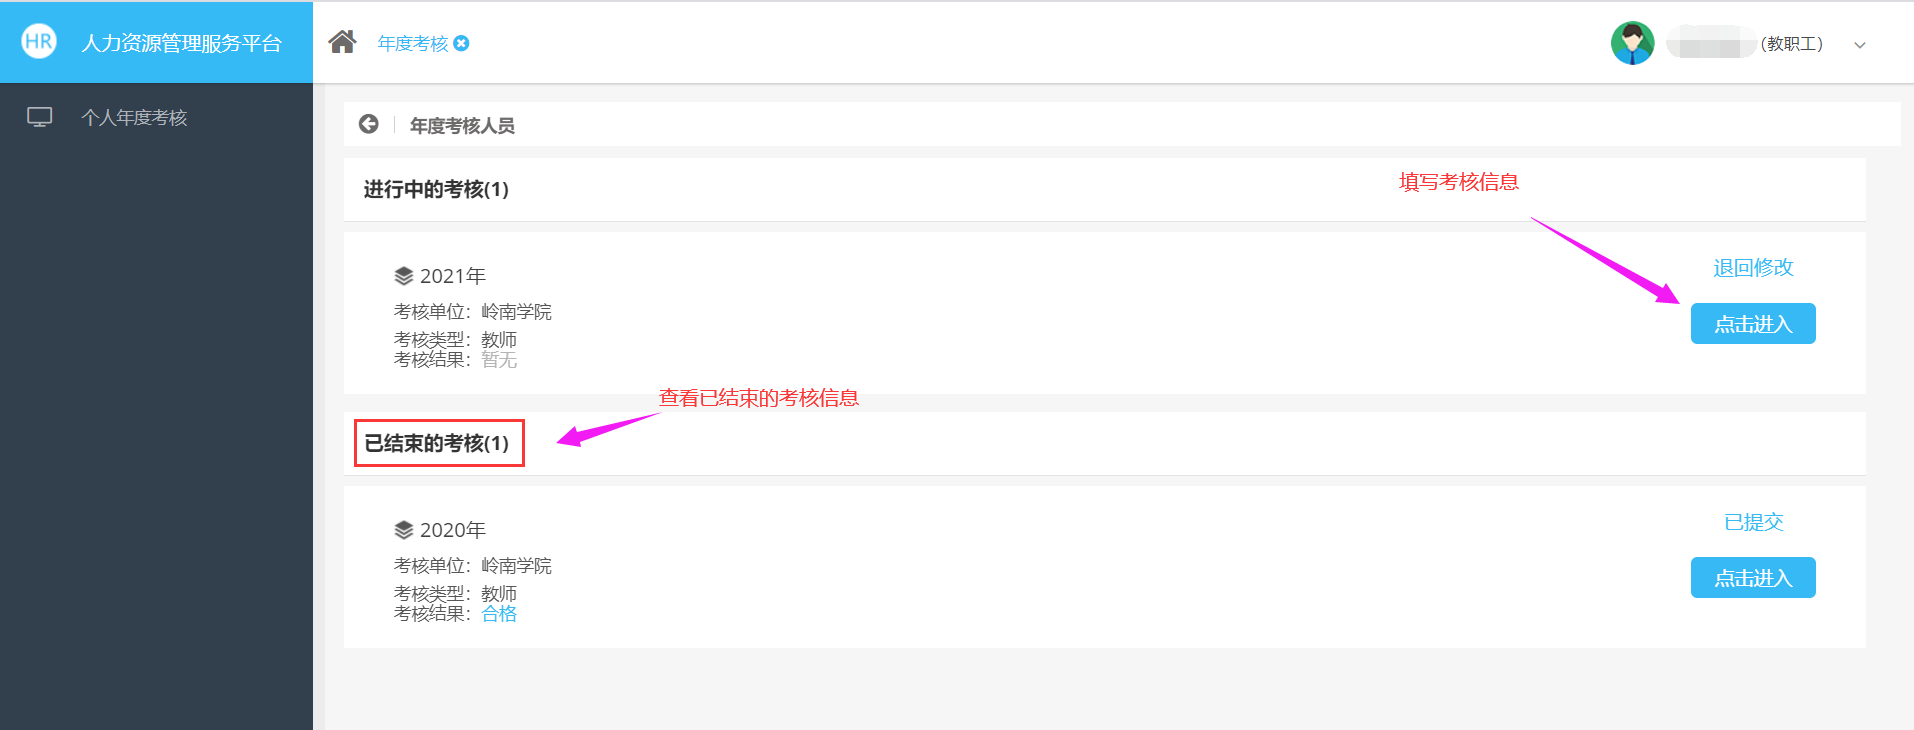 HR 人力资源管理服务平台
年度考核
(教职工)
个人年度考核
年度考核人员
进行中的考核(1)
填写考核信息
2021年
退回修改
考核单位：岭南学院
点击进入
考核类型：教师
考核结果：暂无
查看已结束的考核信息
已结束的考核(1)
2020年
已提交
考核单位：岭南学院
点击进入
考核类型：教师
考核结果：合格